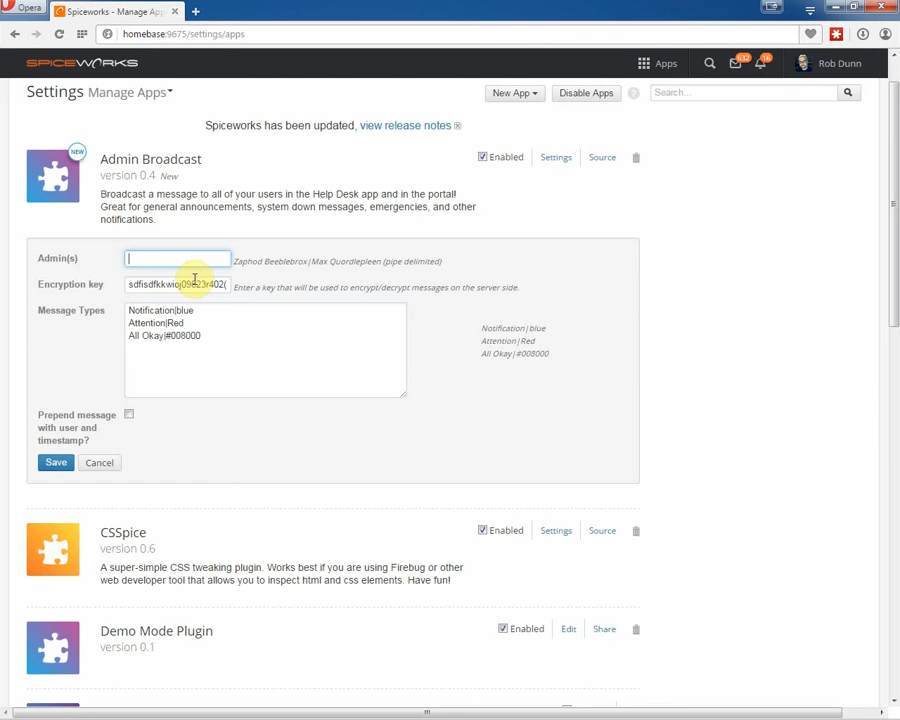 Opera
Spiceworks - Manage App
homebase:9675/settings/apps
SPICEWORKS
Apps
632
16
Rob Dunn
Settings Manage Apps
New App
Disable Apps
?
Search...
Spiceworks has been updated, view release notes
NEW
Admin Broadcast
Enabled
Settings
Source
version 0.4 New
Broadcast a message to all of your users in the Help Desk app and in the portal!
Great for general announcements, system down messages, emergencies, and other
notifications.
Admin(s)
Zaphod Beeblebrox|Max Quordlepleen (pipe delimited)
Encryption key
Enter a key that will be used to encrypt/decrypt messages on the server side.
Message Types
Notification|blue
Attention|Red
All Okay|#008000
Notification|blue
Attention|Red
All Okay|#008000
Prepend message
with user and
timestamp?
Save
Cancel
CSSpice
Enabled
Settings
Source
version 0.6
A super-simple CSS tweaking plugin. Works best if you are using Firebug or other
web developer tool that allows you to inspect html and css elements. Have fun!
Demo Mode Plugin
Enabled
Edit
Share
version 0.1